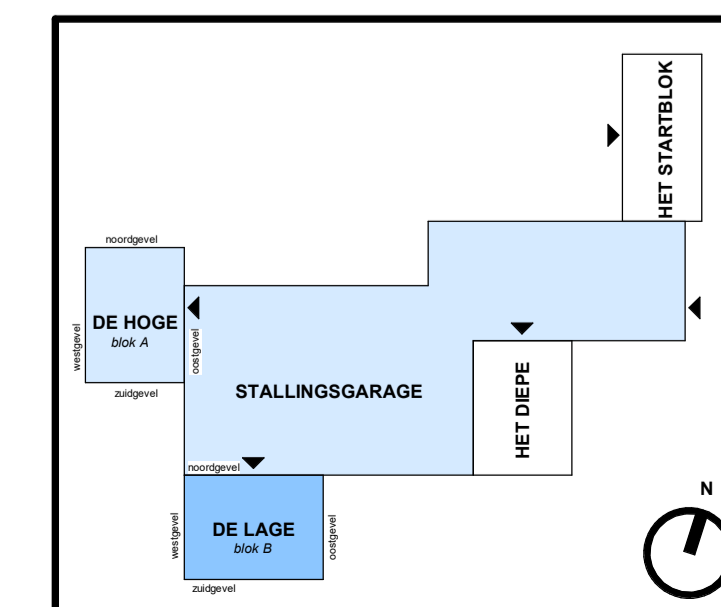 HET STARTBLOK
noordgevel
DE HOGE
blok A
westgevel
oostgevel
zuidgevel
STALLINGSGARAGE
HET DIEPE
noordgevel
westgevel
DE LAGE
blok B
oostgevel
zuidgevel
N